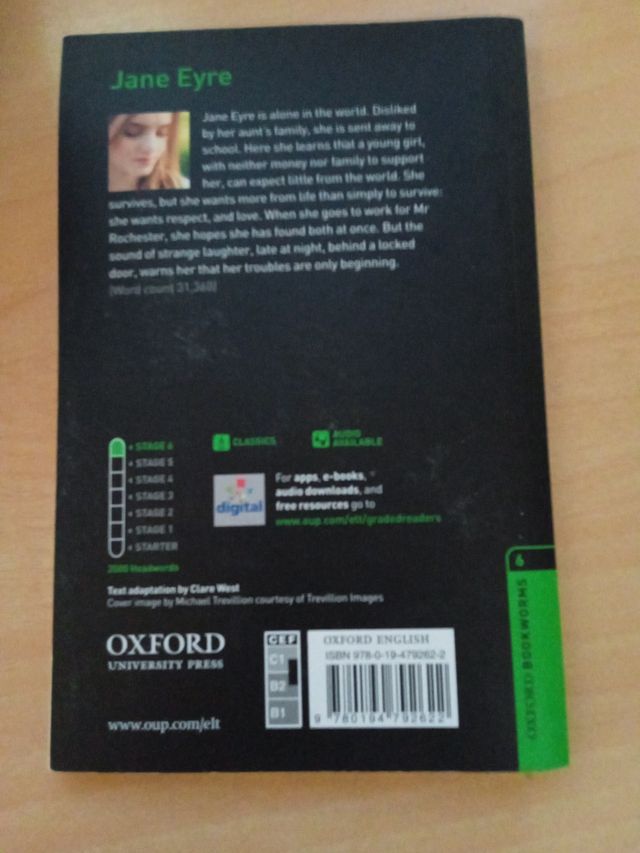 Jane Eyre
Jane Eyre is alone in the world. Disliked
by her aunt's family, she is sent away to
school. Here she learns that a young girl,
with neither money nor family to support
her, can expect little from the world. She
survives, but she wants more from life than simply to survive:
she wants respect, and love. When she goes to work for Mr
Rochester, she hopes she has found both at once. But the
sound of strange laughter, late at night, behind a locked
door, warns her that her troubles are only beginning.
(Word count 31,360)
STAGE 6
STAGE 5
STAGE 4
STAGE 3
STAGE 2
STAGE 1
STARTER
2500 Headwords
CLASSICS
AUDIO
AVAILABLE
digital
For apps, e-books,
audio downloads, and
free resources go to
www.oup.com/elt/gradedreaders
Text adaptation by Clare West
Cover image by Michael Trevillion courtesy of Trevillion Images
OXFORD
UNIVERSITY PRESS
www.oup.com/elt
CEF
C1
B2
B1
OXFORD ENGLISH
ISBN 978-0-19-479262-2
9 780194 792622
6
OXFORD BOOKWORMS